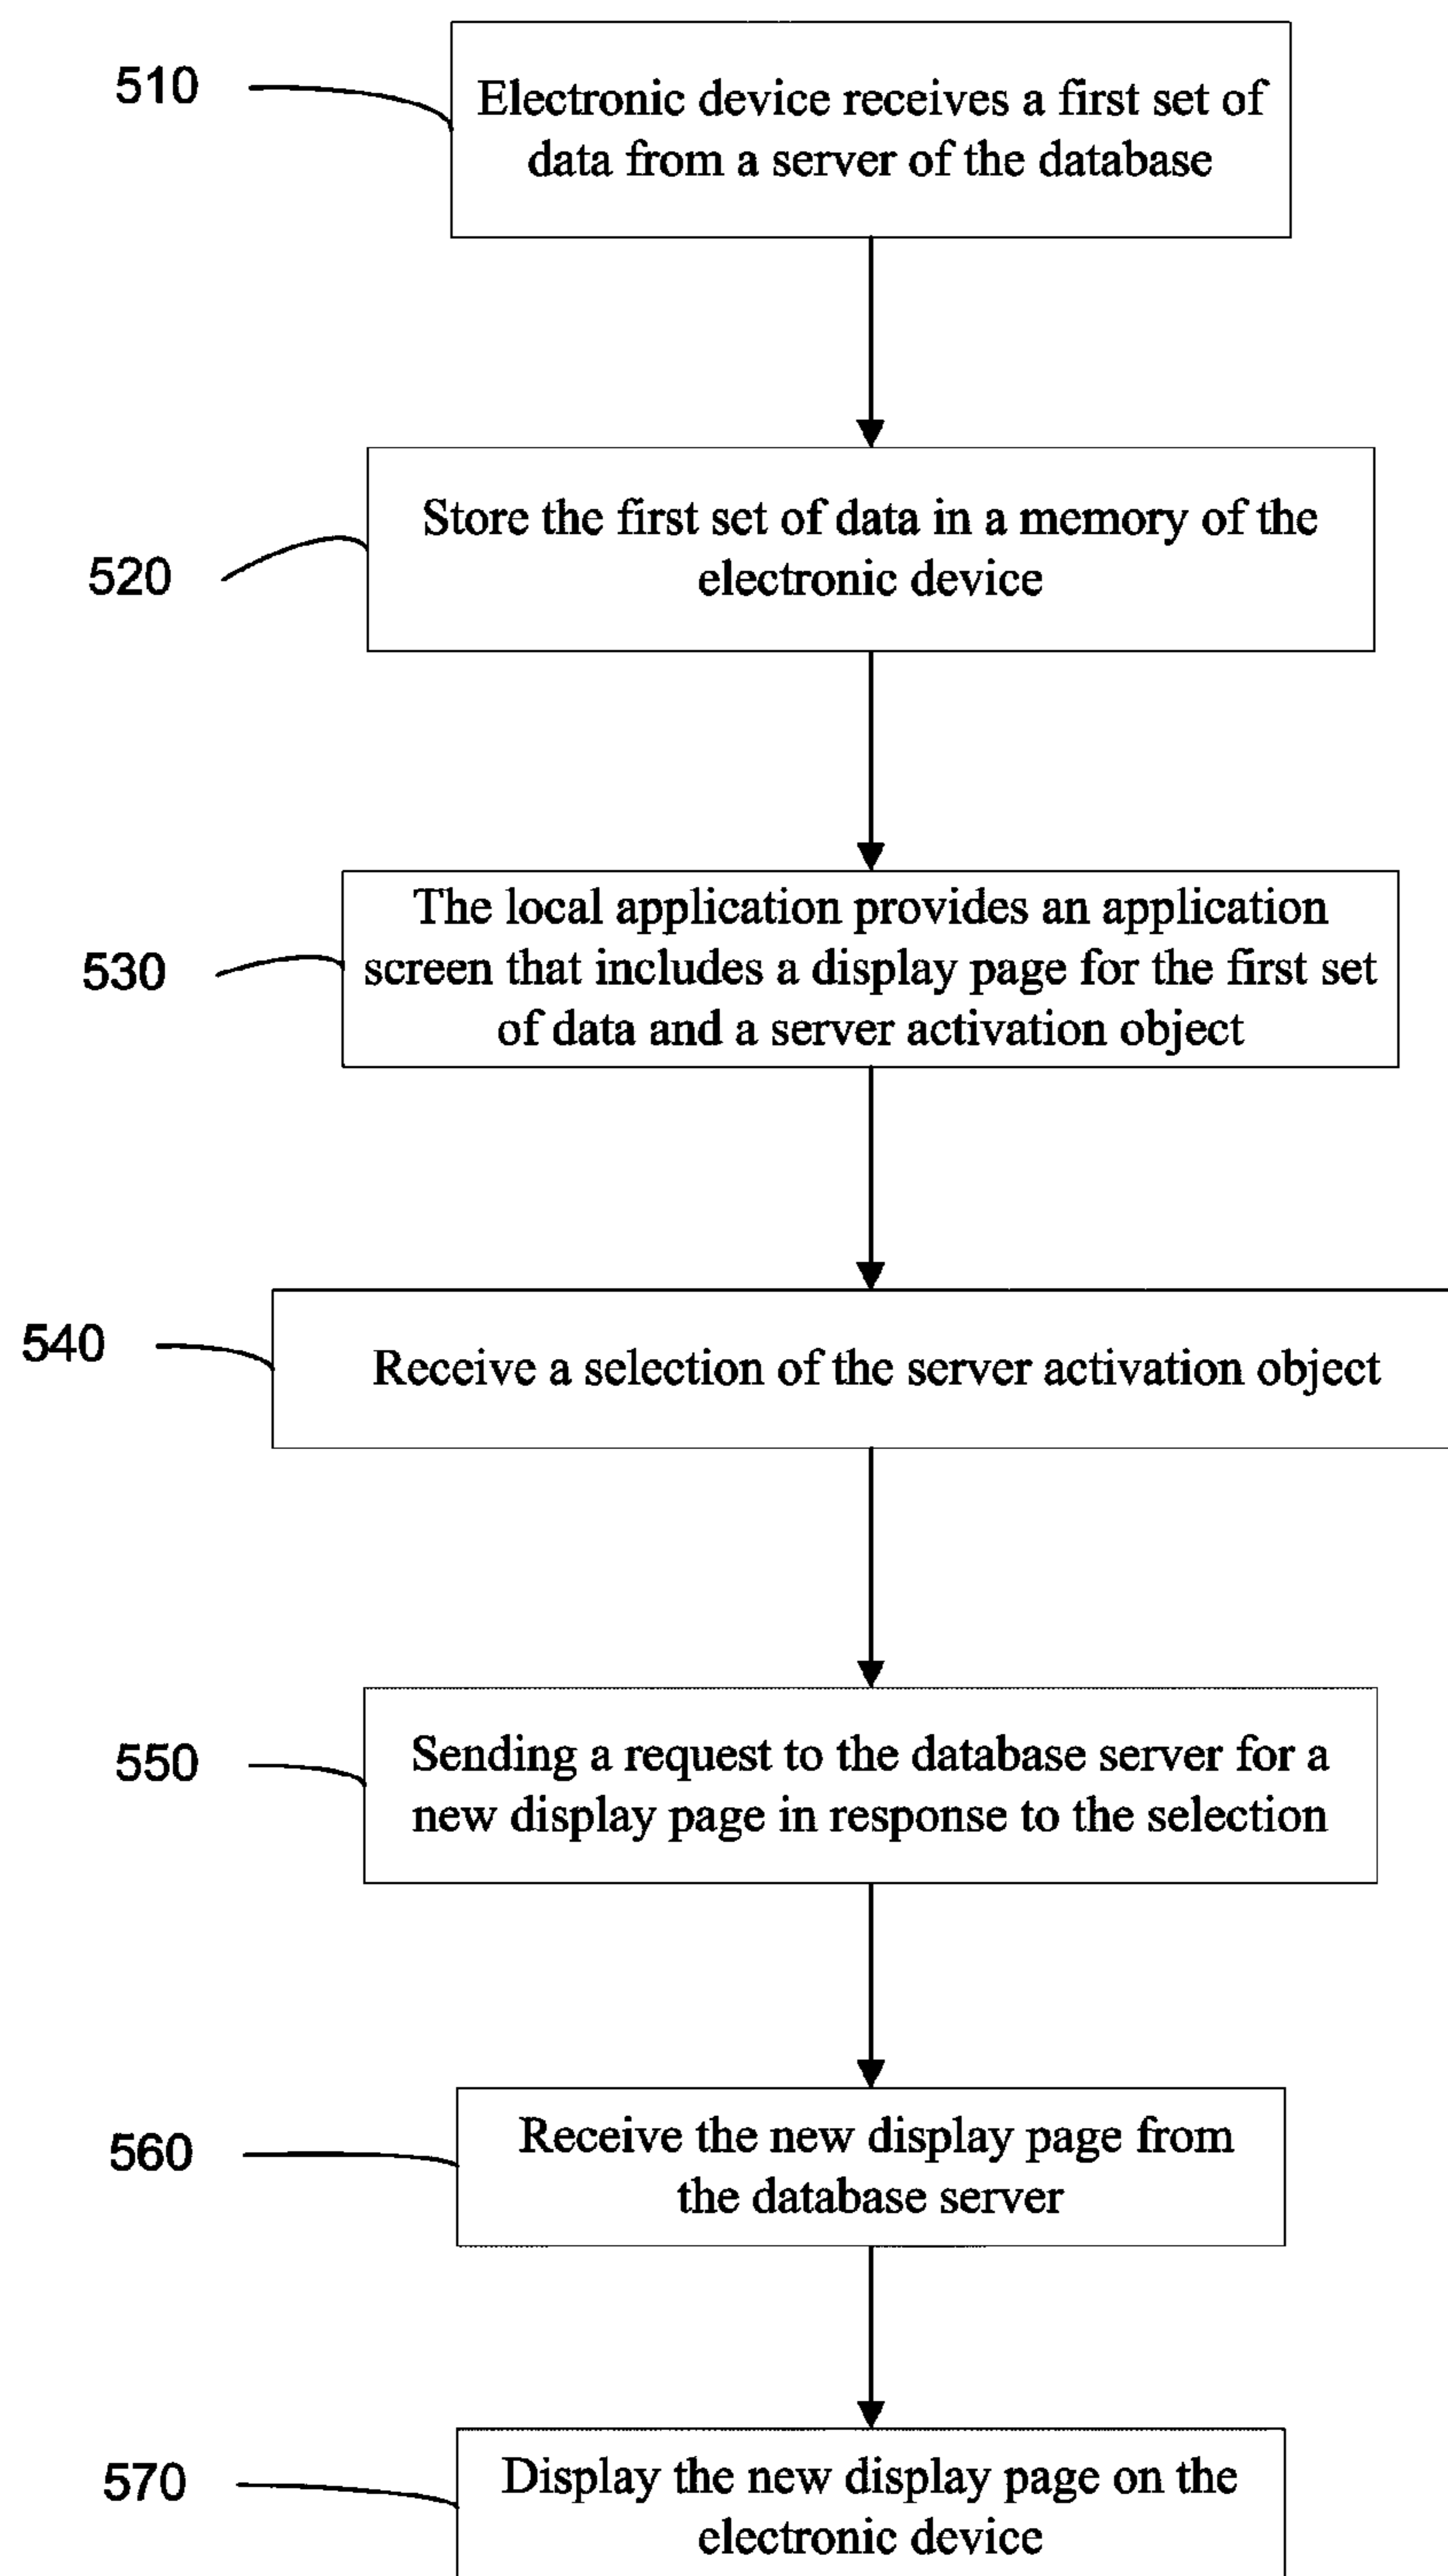 510
Electronic device receives a first set of
data from a server of the database
520
Store the first set of data in a memory of the
electronic device
530
The local application provides an application
screen that includes a display page for the first set
of data and a server activation object
540
Receive a selection of the server activation object
550
Sending a request to the database server for a
new display page in response to the selection
560
Receive the new display page from
the database server
570
Display the new display page on the
electronic device